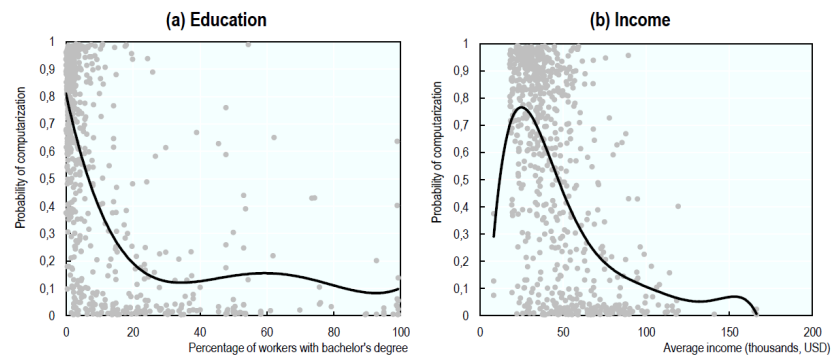 (a) Education
Probability of computarization
1
0,9
0,8
0,7
0,6
0,5
0,4
0,3
0,2
0,1
0
0 20 40 60 80 100
Percentage of workers with bachelor's degree
(b) Income
Probability of computarization
1
0,9
0,8
0,7
0,6
0,5
0,4
0,3
0,2
0,1
0
0 50 100 150 200
Average income (thousands, USD)